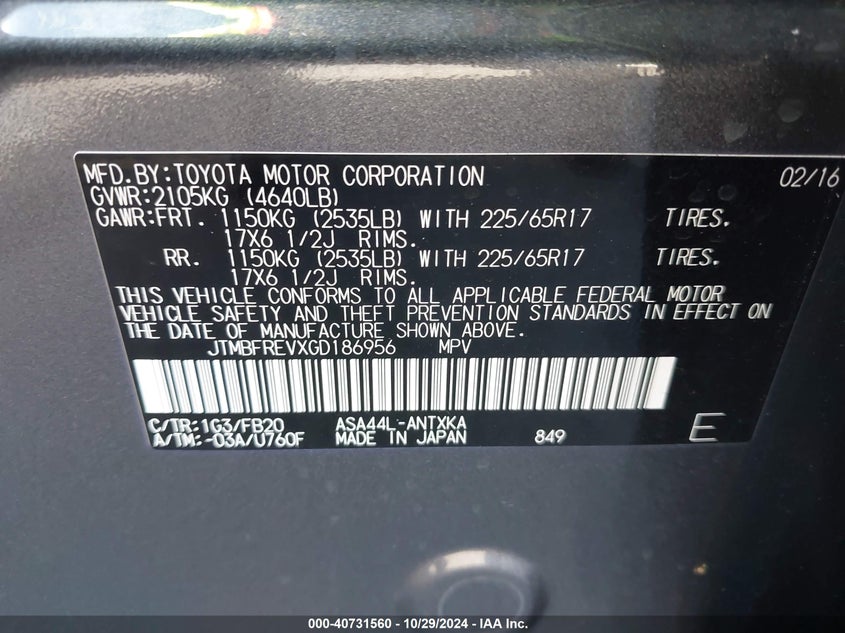 MFD.BY:TOYOTA MOTOR CORPORATION 02/16
GVWR:2105KG (4640LB)
GAWR:FRT. 1150KG (2535LB) WITH 225/65R17 TIRES.
17X6 1/2J RIMS.
RR. 1150KG (2535LB) WITH 225/65R17 TIRES.
17X6 1/2J RIMS.
THIS VEHICLE CONFORMS TO ALL APPLICABLE FEDERAL MOTOR
VEHICLE SAFETY AND THEFT PREVENTION STANDARDS IN EFFECT ON
THE DATE OF MANUFACTURE SHOWN ABOVE.
JTMBFREVXGD186956 MPV
C/TR:1G3/FB20 ASA44L-ANTXKA
A/TM:-03A/U760F MADE IN JAPAN 849 E
000-40731560 - 10/29/2024 - IAA Inc.